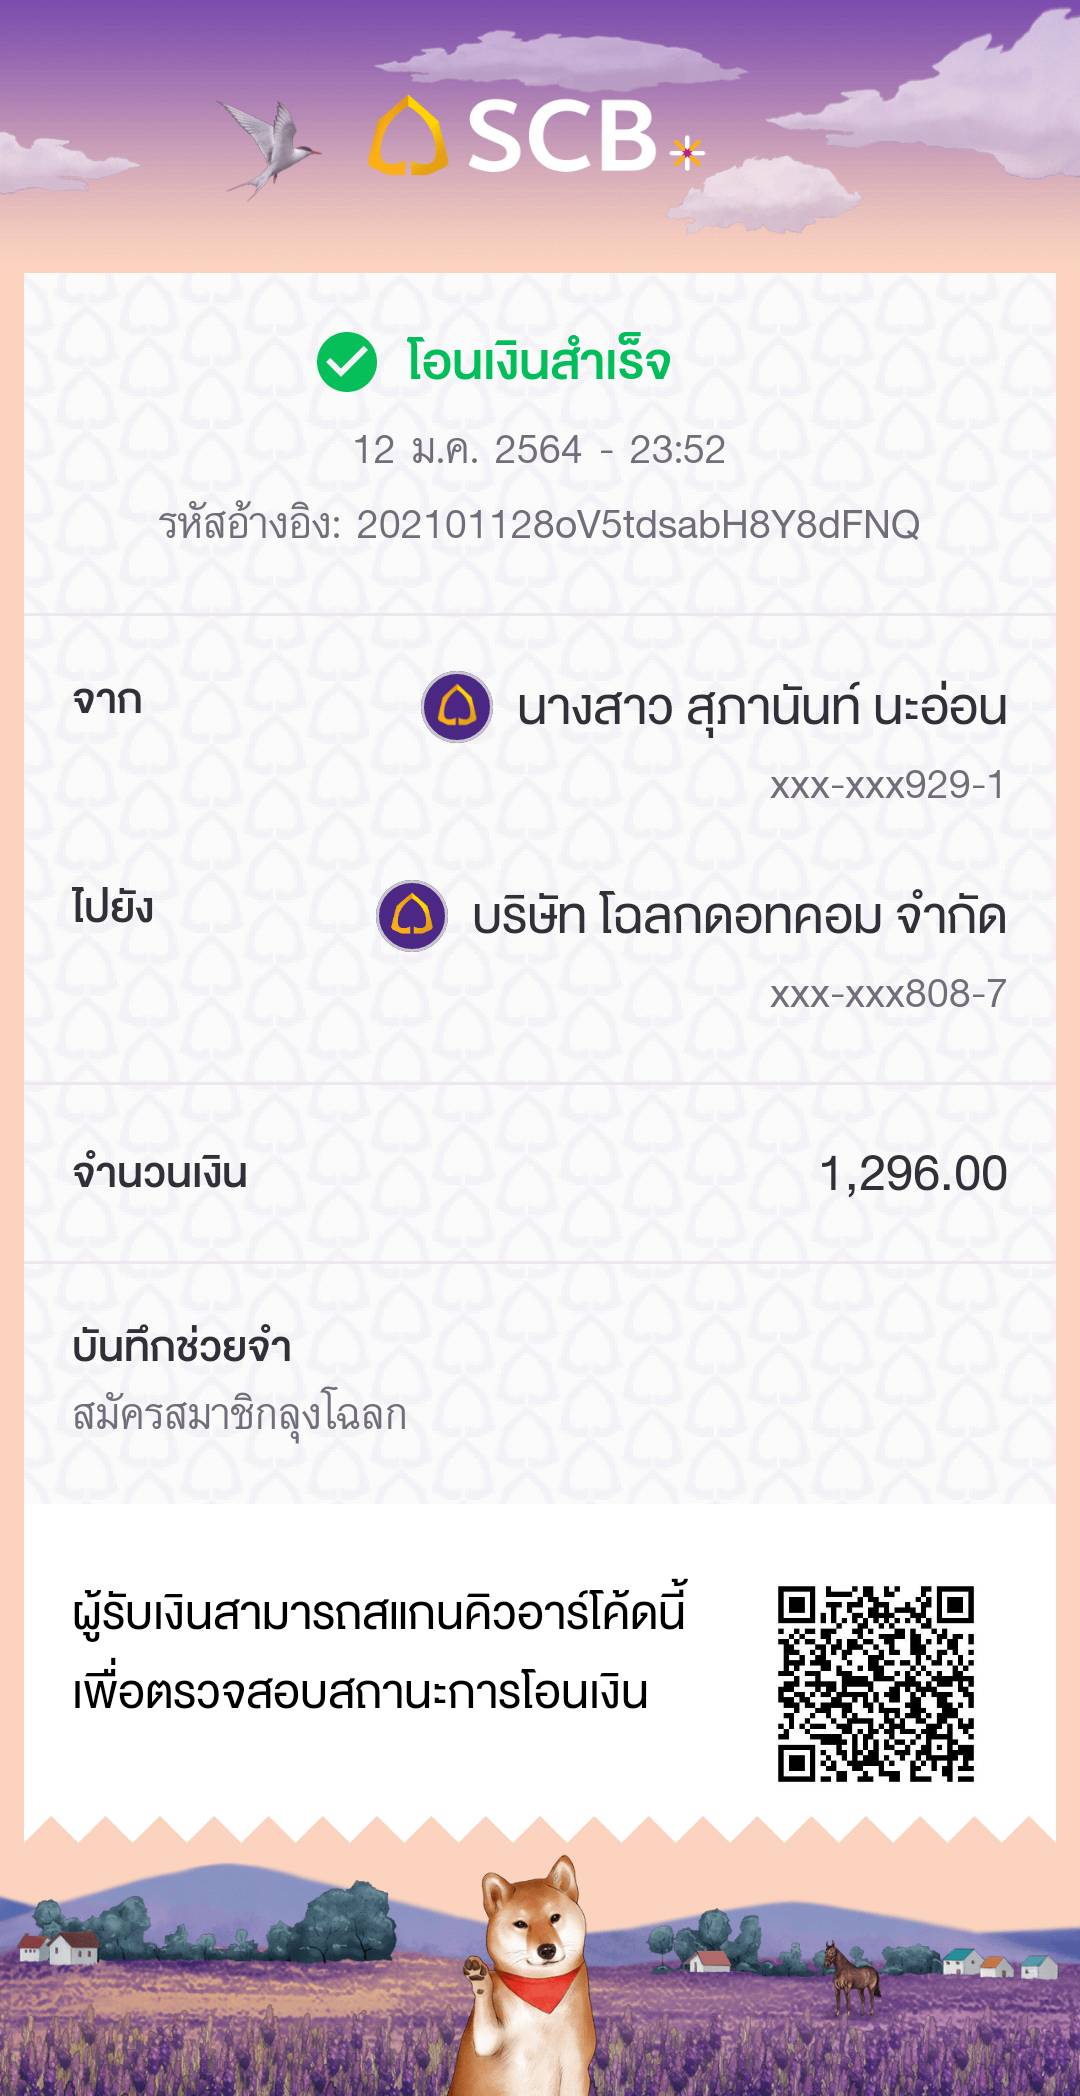 SCB
โอนเงินสำเร็จ
12 ม.ค. 2564 - 23:52
รหัสอ้างอิง: 202101128oV5tdsabH8Y8dFNQ
จาก
นางสาว สุภานันท์ นะอ่อน
xxx-xxx929-1
ไปยัง
บริษัท โฉลกดอทคอม จำกัด
xxx-xxx808-7
จำนวนเงิน
1,296.00
บันทึกช่วยจำ
สมัครสมาชิกลุงโฉลก
ผู้รับเงินสามารถสแกนคิวอาร์โค้ดนี้
เพื่อตรวจสอบสถานะการโอนเงิน